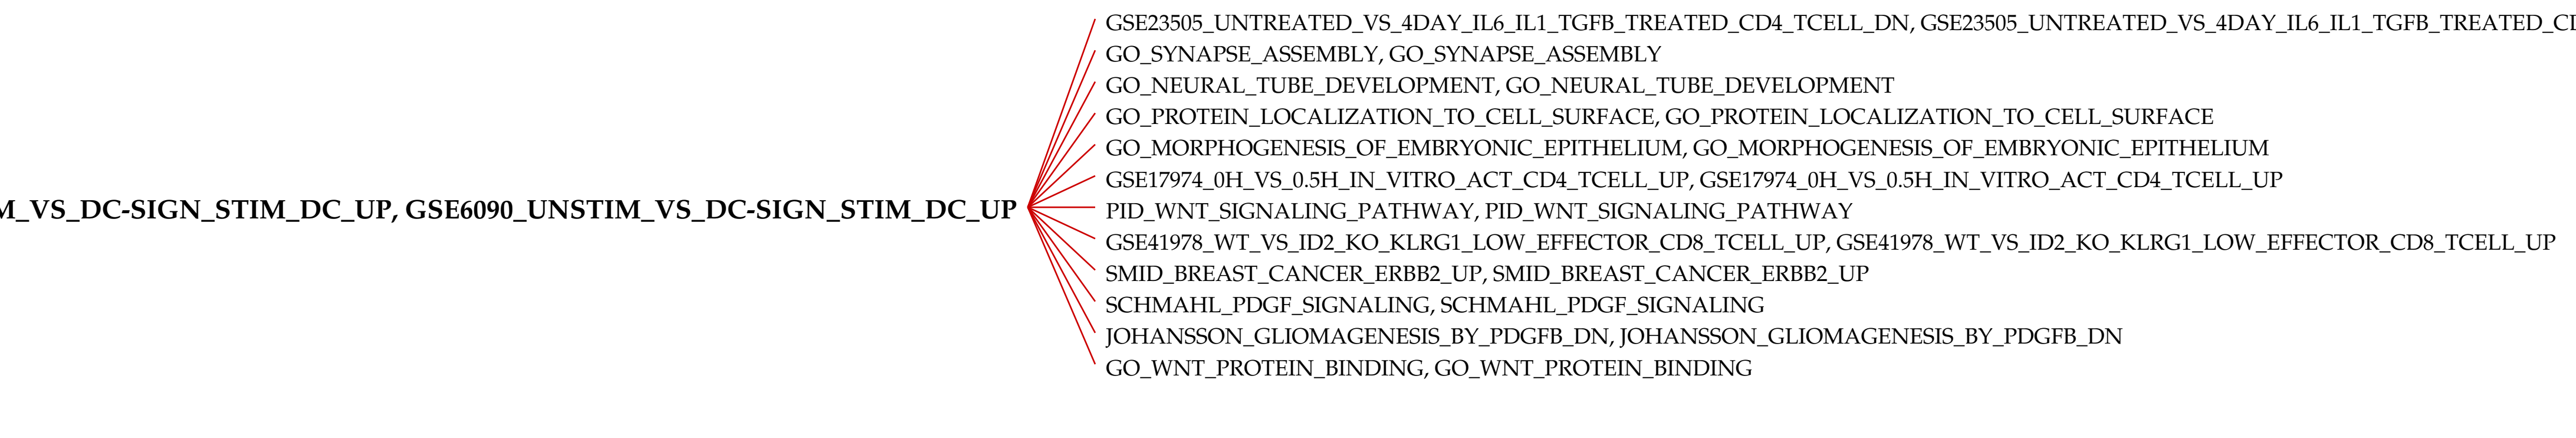 GSE23505_UNTREATED_VS_4DAY_IL6_IL1_TGFB_TREATED_CD4_TCELL_DN, GSE23505_UNTREATED_VS_4DAY_IL6_IL1_TGFB_TREATED_CD
GO_SYNAPSE_ASSEMBLY, GO_SYNAPSE_ASSEMBLY
GO_NEURAL_TUBE_DEVELOPMENT, GO_NEURAL_TUBE_DEVELOPMENT
GO_PROTEIN_LOCALIZATION_TO_CELL_SURFACE, GO_PROTEIN_LOCALIZATION_TO_CELL_SURFACE
GO_MORPHOGENESIS_OF_EMBRYONIC_EPITHELIUM, GO_MORPHOGENESIS_OF_EMBRYONIC_EPITHELIUM
GSE17974_0H_VS_0.5H_IN_VITRO_ACT_CD4_TCELL_UP, GSE17974_0H_VS_0.5H_IN_VITRO_ACT_CD4_TCELL_UP
M_VS_DC-SIGN_STIM_DC_UP, GSE6090_UNSTIM_VS_DC-SIGN_STIM_DC_UP
PID_WNT_SIGNALING_PATHWAY, PID_WNT_SIGNALING_PATHWAY
GSE41978_WT_VS_ID2_KO_KLRG1_LOW_EFFECTOR_CD8_TCELL_UP, GSE41978_WT_VS_ID2_KO_KLRG1_LOW_EFFECTOR_CD8_TCELL_UP
SMID_BREAST_CANCER_ERBB2_UP, SMID_BREAST_CANCER_ERBB2_UP
SCHMAHL_PDGF_SIGNALING, SCHMAHL_PDGF_SIGNALING
JOHANSSON_GLIOMAGENESIS_BY_PDGFB_DN, JOHANSSON_GLIOMAGENESIS_BY_PDGFB_DN
GO_WNT_PROTEIN_BINDING, GO_WNT_PROTEIN_BINDING